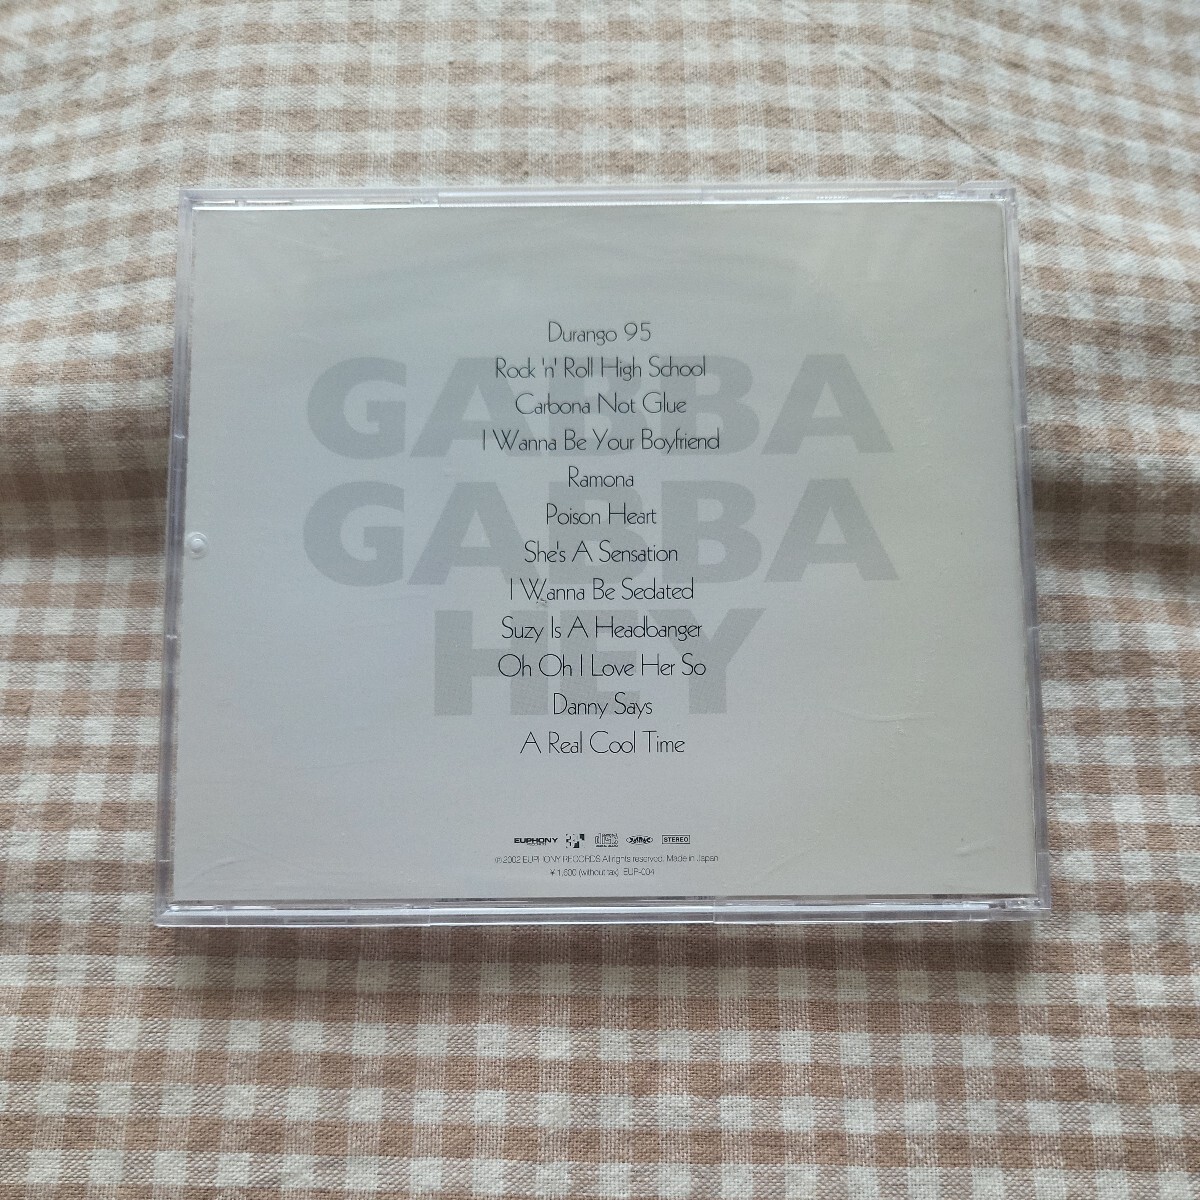 GABBA
GABBA
HEY
Durango 95
Rock 'n' Roll High School
Carbona Not Glue
I Wanna Be Your Boyfriend
Ramona
Poison Heart
She's A Sensation
I Wanna Be Sedated
Suzy Is A Headbanger
Oh Oh I Love Her So
Danny Says
A Real Cool Time
EUPHONY STEREO
℗2002 EUPHONY RECORDS All rights reserved. Made in Japan
¥1,600 (without tax) EUP-004